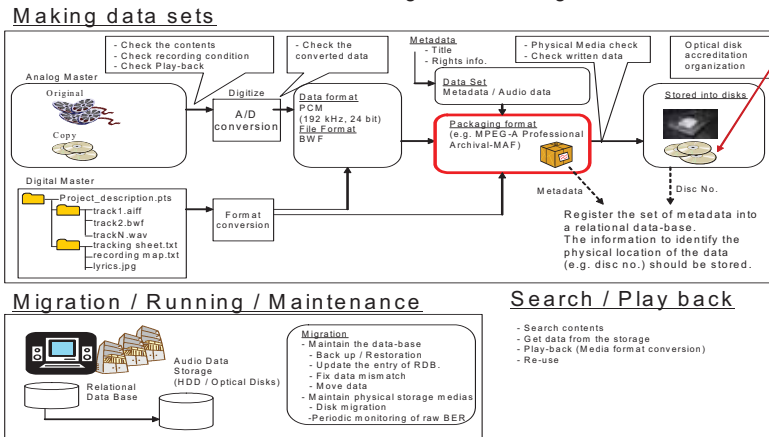 Making data sets
- Check the contents
- Check recording condition
- Check Play-back
- Check the
converted data
Metadata
- Title
- Rights info.
- Physical Media check
- Check written data
Optical disk
accreditation
organization
Analog Master
Original
Copy
Digitize
A/D
conversion
Data format
PCM
(192 kHz, 24 bit)
File Format
BWF
Data Set
Metadata / Audio data
Packaging format
(e.g. MPEG-A Professional
Archival-MAF)
Stored into disks
Digital Master
Project_description.pts
track1.aiff
track2.bwf
trackN.wav
tracking sheet.txt
recording map.txt
lyrics.jpg
Format
conversion
Metadata
Disc No.
Register the set of metadata into
a relational data-base.
The information to identify the
physical location of the data
(e.g. disc no.) should be stored.
Migration / Running / Maintenance
Audio Data
Storage
(HDD / Optical Disks)
Relational
Data Base
Migration
- Maintain the data-base
- Back up / Restoration
- Update the entry of RDB.
- Fix data mismatch
- Move data
- Maintain physical storage medias
- Disk migration
-Periodic monitoring of raw BER
Search / Play back
- Search contents
- Get data from the storage
- Play-back (Media format conversion)
- Re-use